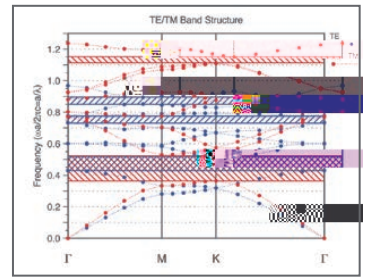 TE/TM Band Structure
TE
TM
Frequency (ωa/2πc=a/λ)
1.2
1.0
0.8
0.6
0.4
0.2
0.0
Γ M K Γ